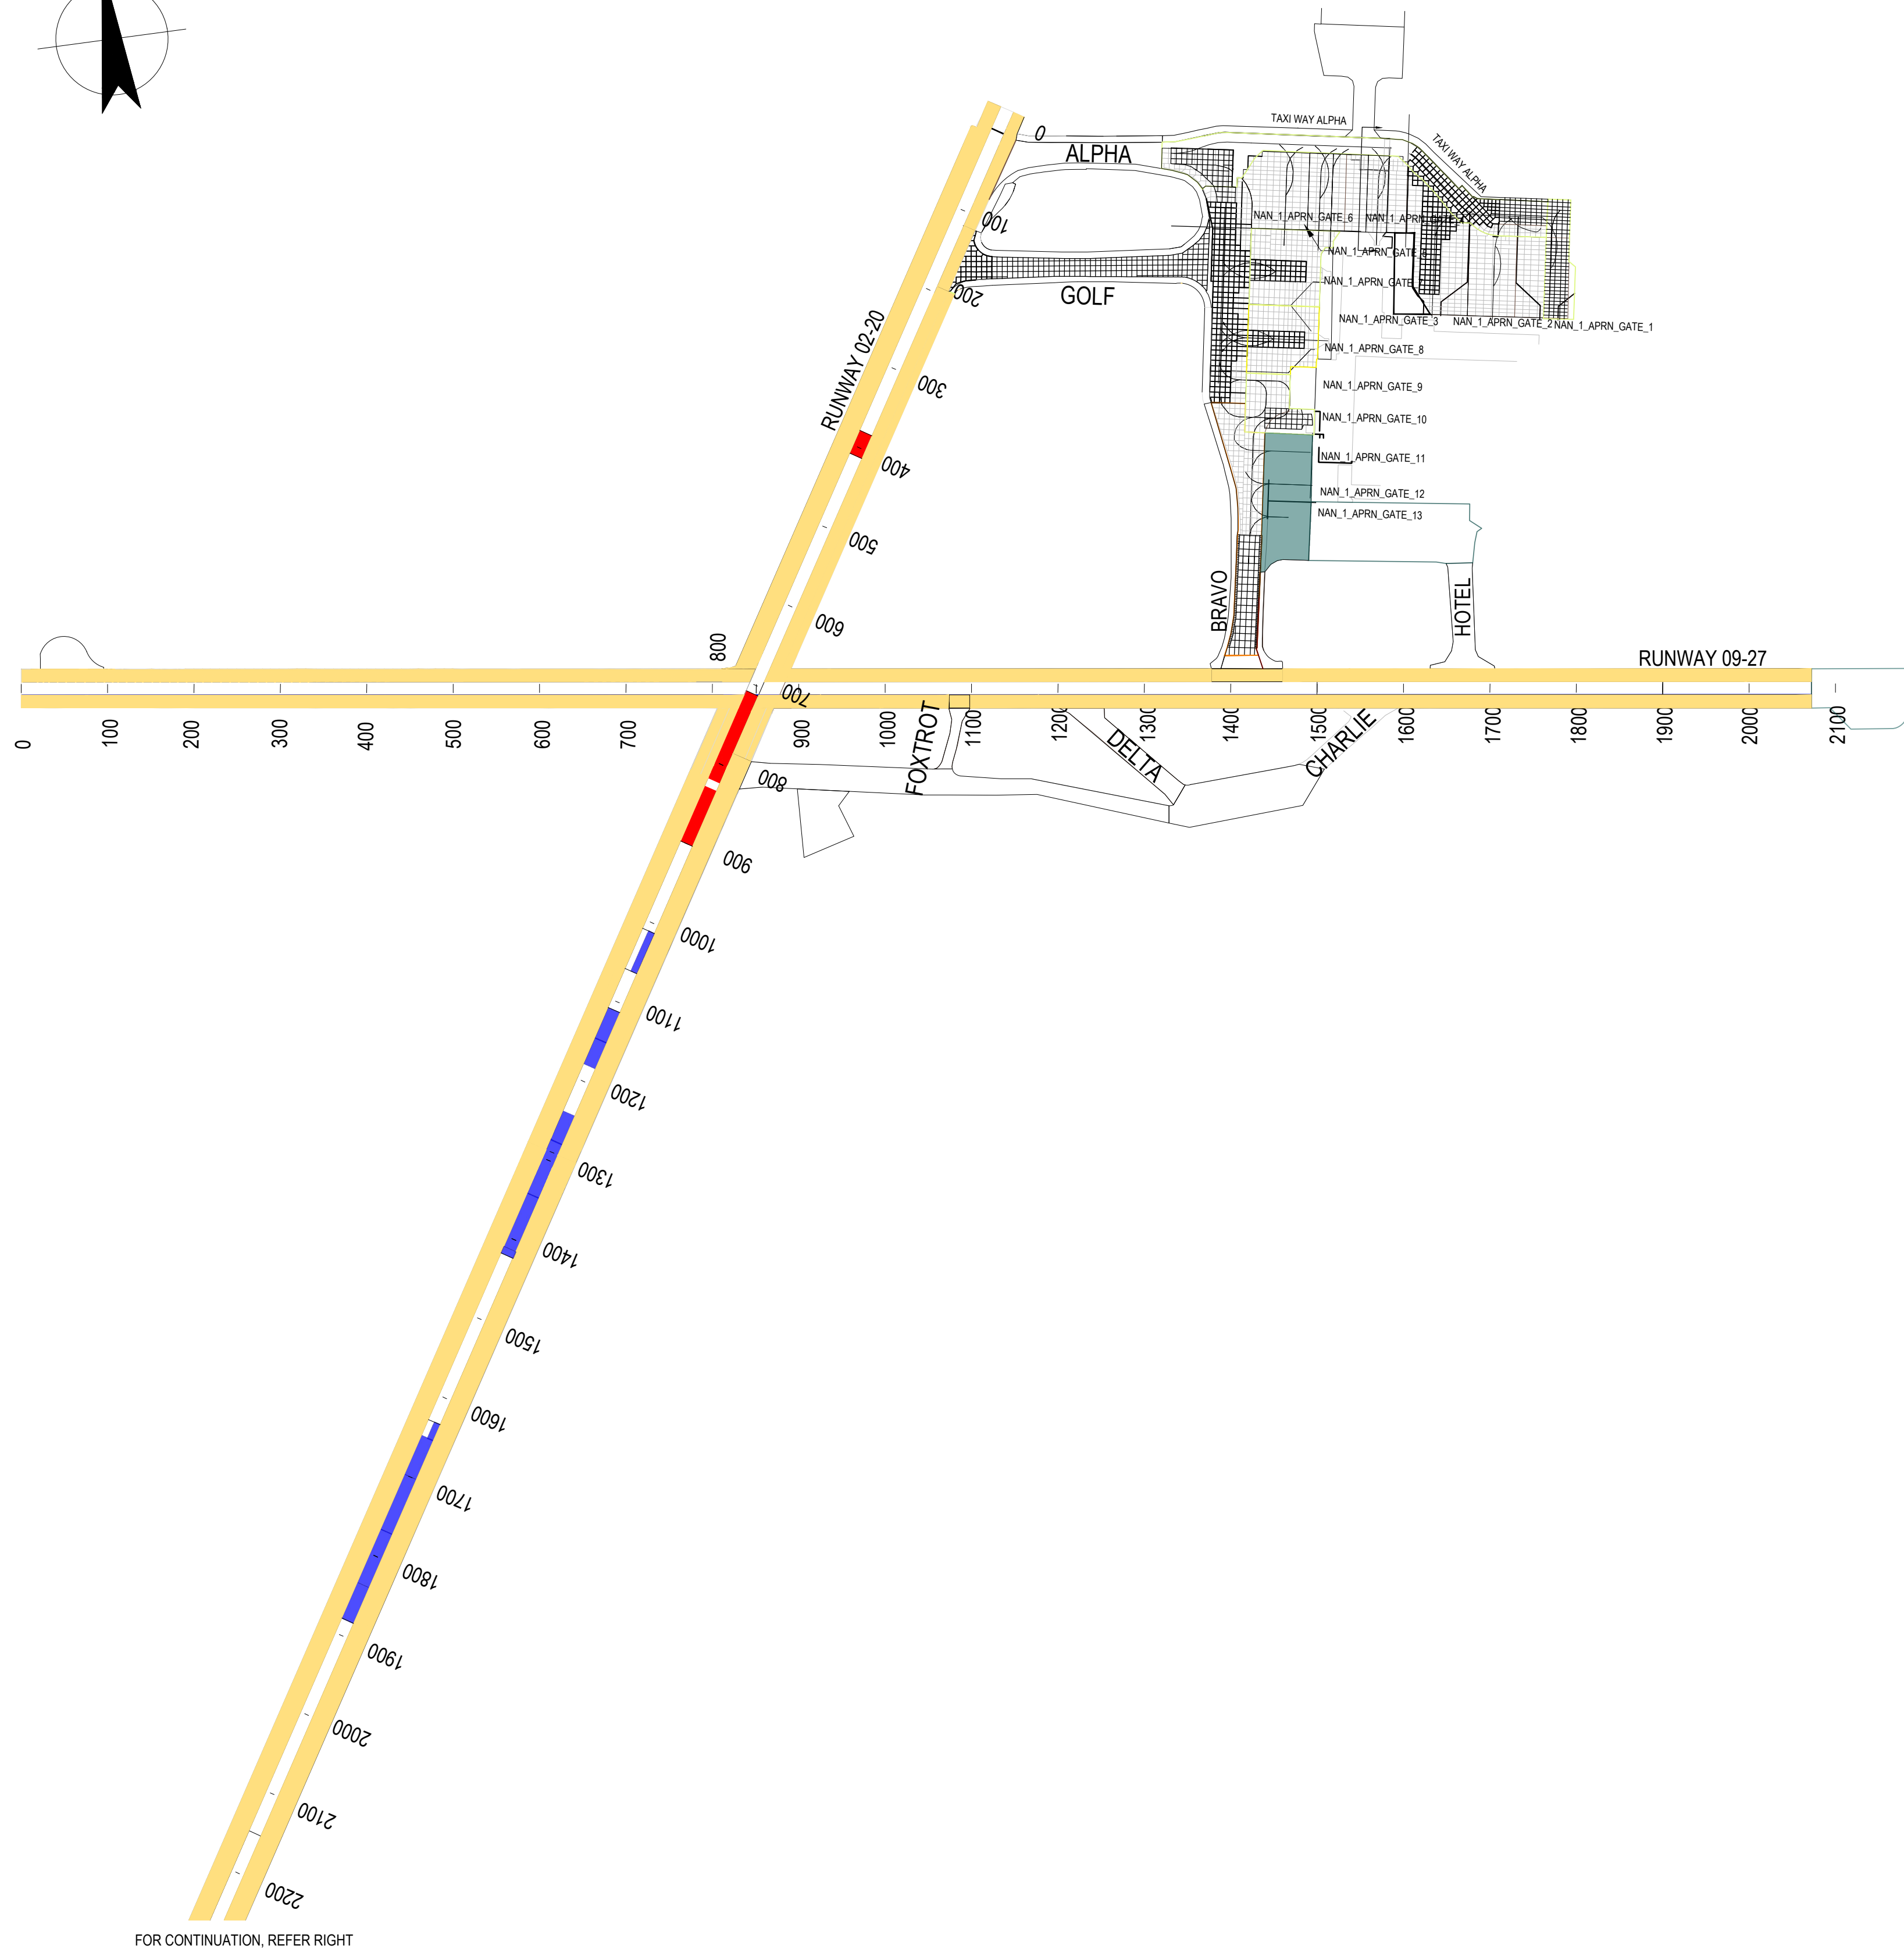 TAXI WAY ALPHA
TAXI WAY ALPHA
0
ALPHA
100
200
GOLF
NAN_1_APRN_GATE_6
NAN_1_APRN_GATE_
NAN_1_APRN_GATE_
NAN_1_APRN_GATE_
NAN_1_APRN_GATE_3
NAN_1_APRN_GATE_2
NAN_1_APRN_GATE_1
NAN_1_APRN_GATE_8
RUNWAY 02-20
300
NAN_1_APRN_GATE_9
NAN_1_APRN_GATE_10
400
NAN_1_APRN_GATE_11
NAN_1_APRN_GATE_12
NAN_1_APRN_GATE_13
500
600
BRAVO
HOTEL
800
RUNWAY 09-27
700
0
100
200
300
400
500
600
700
900
1000
1100
1200
1300
1400
1500
1600
1700
1800
1900
2000
2100
FOXTROT
DELTA
CHARLIE
800
900
1000
1100
1200
1300
1400
1500
1600
1700
1800
1900
2000
2100
2200
FOR CONTINUATION, REFER RIGHT